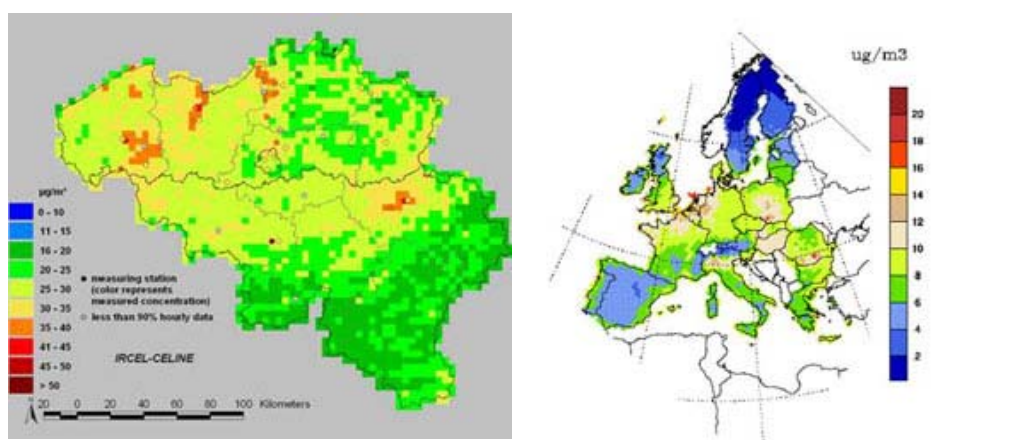 µg/m³
0 - 10
11 - 15
16 - 20
20 - 25
25 - 30
30 - 35
35 - 40
41 - 45
45 - 50
> 50
measuring station
(color represents
measured concentration)
less than 90% hourly data
IRCEL-CELINE
20 0 20 40 60 80 100 Kilometers
ug/m3
20
18
16
14
12
10
8
6
4
2